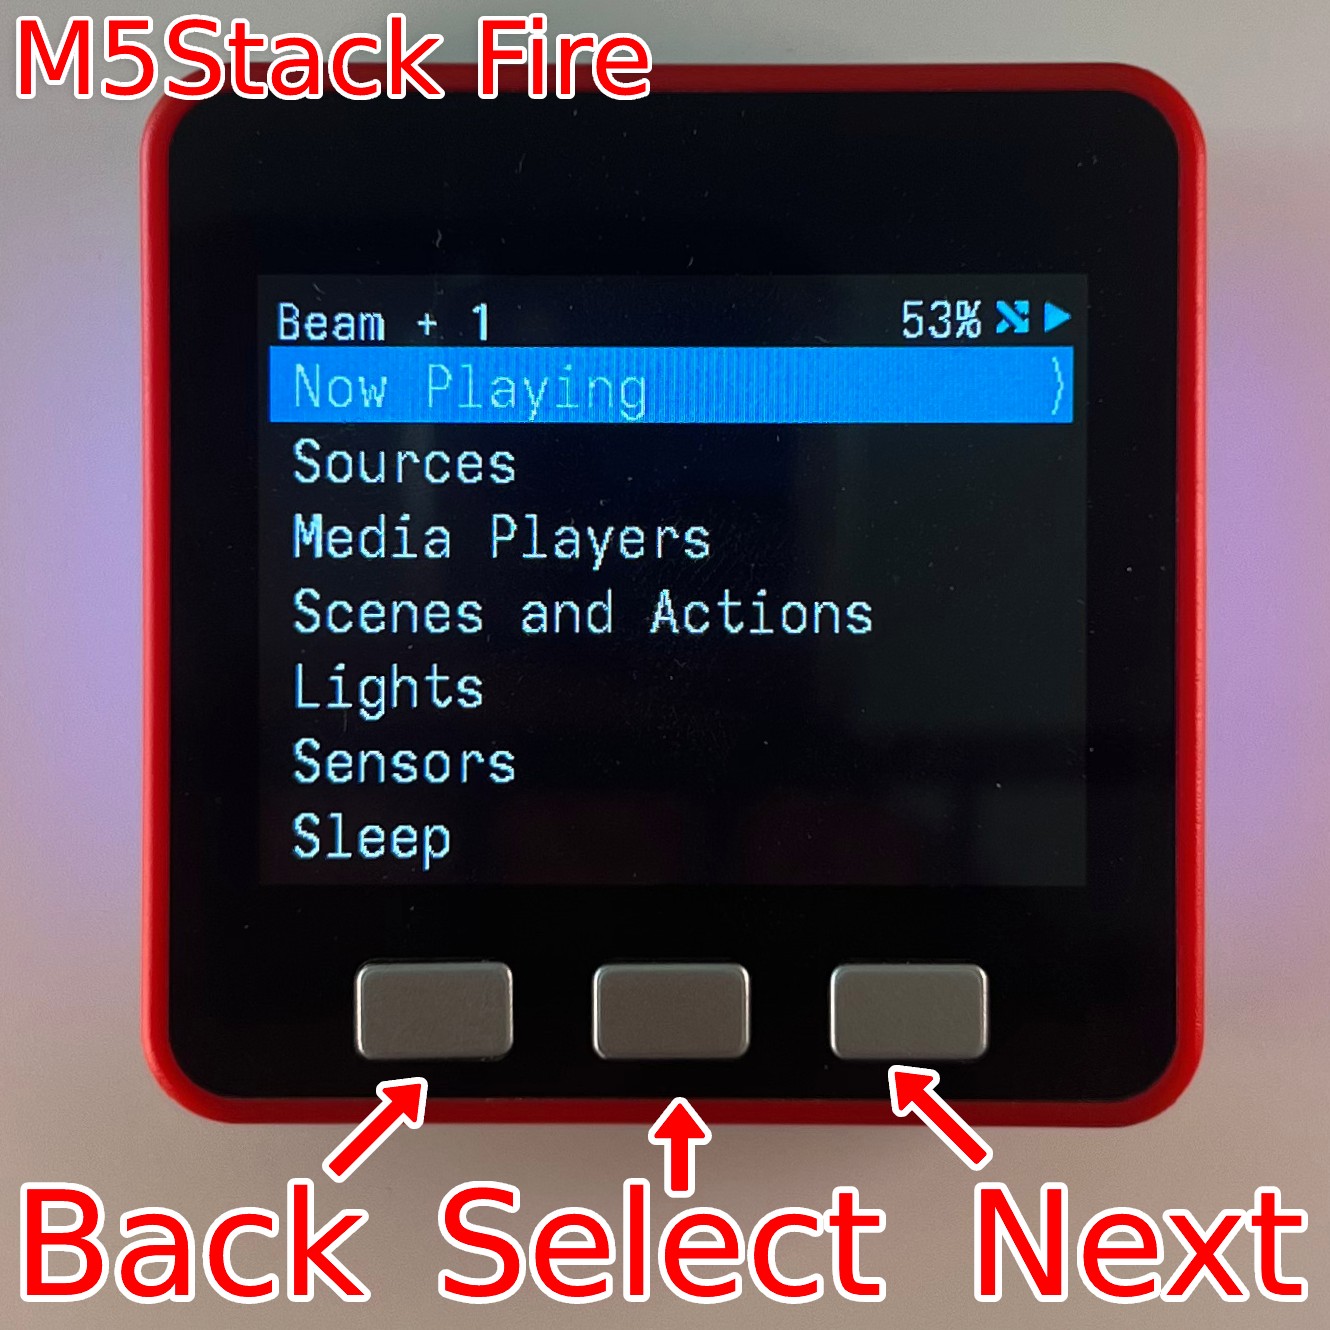 M5Stack Fire
Beam + 1 53%
Now Playing
Sources
Media Players
Scenes and Actions
Lights
Sensors
Sleep
Back Select Next